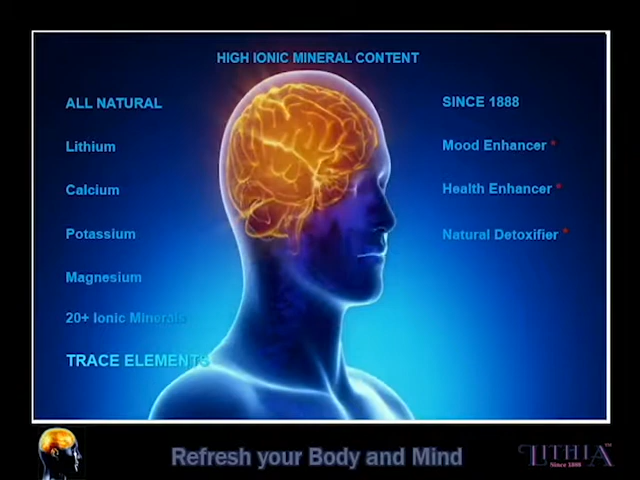 HIGH IONIC MINERAL CONTENT
ALL NATURAL
Lithium
Calcium
Potassium
Magnesium
20+ Ionic Minerals
TRACE ELEMENTS
SINCE 1888
Mood Enhancer *
Health Enhancer *
Natural Detoxifier *
Refresh your Body and Mind
LITHIA™
Since 1888